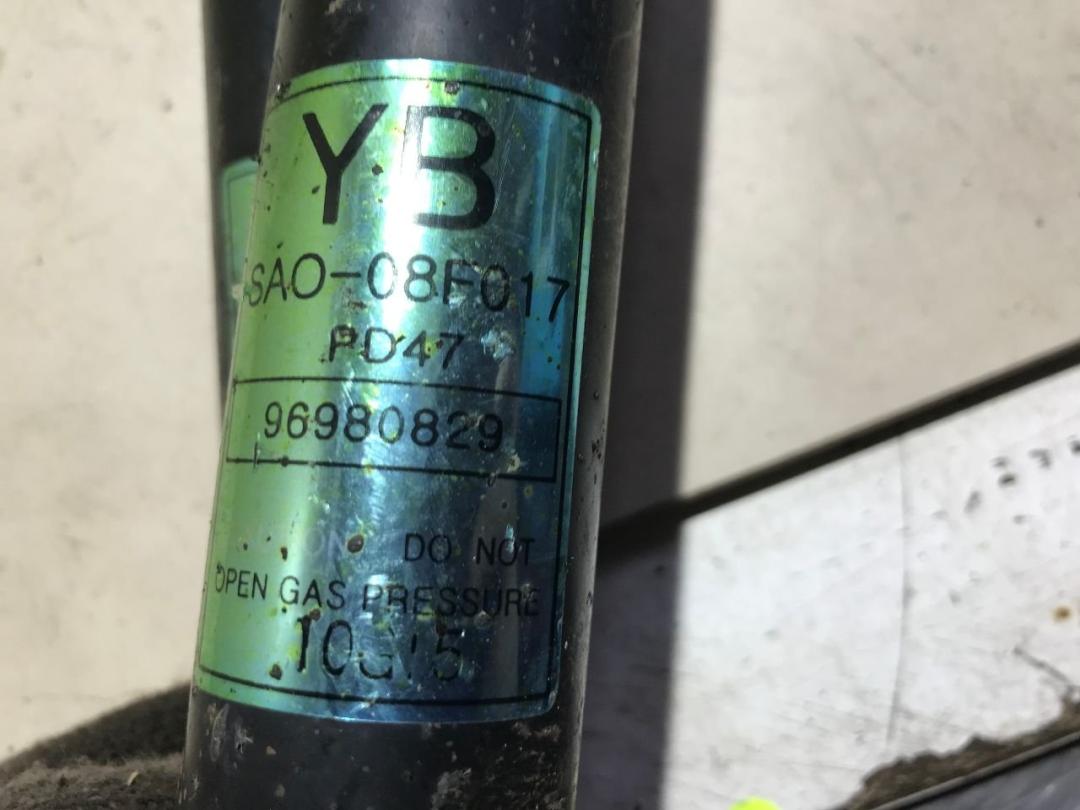 YB
SAO-08F017
PD47
96980829
DO NOT
OPEN GAS PRESSURE